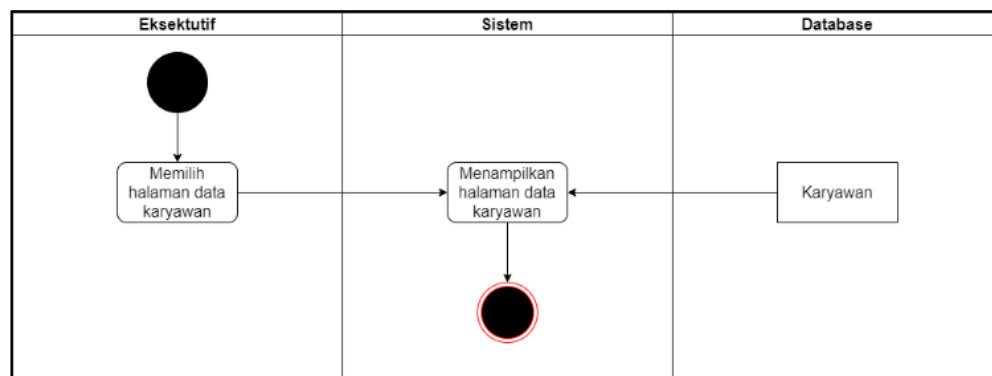 Eksektutif
Sistem
Database
Memilih
halaman data
karyawan
Menampilkan
halaman data
karyawan
Karyawan